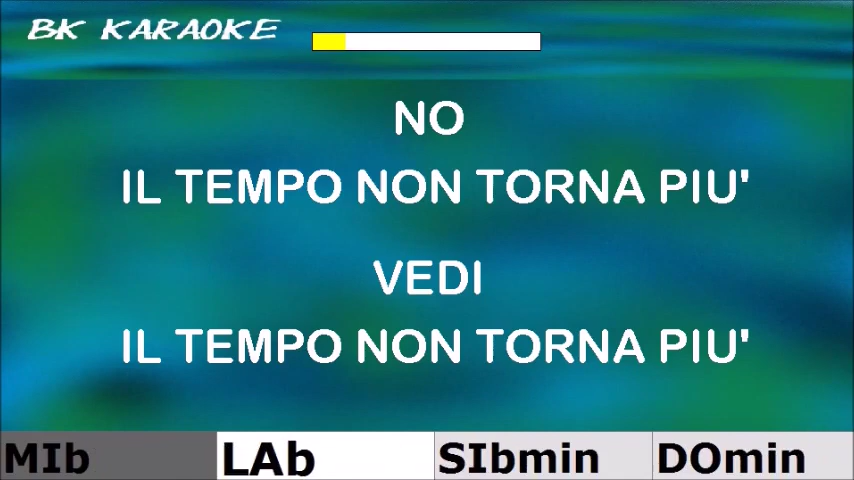 BK KARAOKE
NO
IL TEMPO NON TORNA PIU'
VEDI
IL TEMPO NON TORNA PIU'
MIb LAb SIbmin DOmin